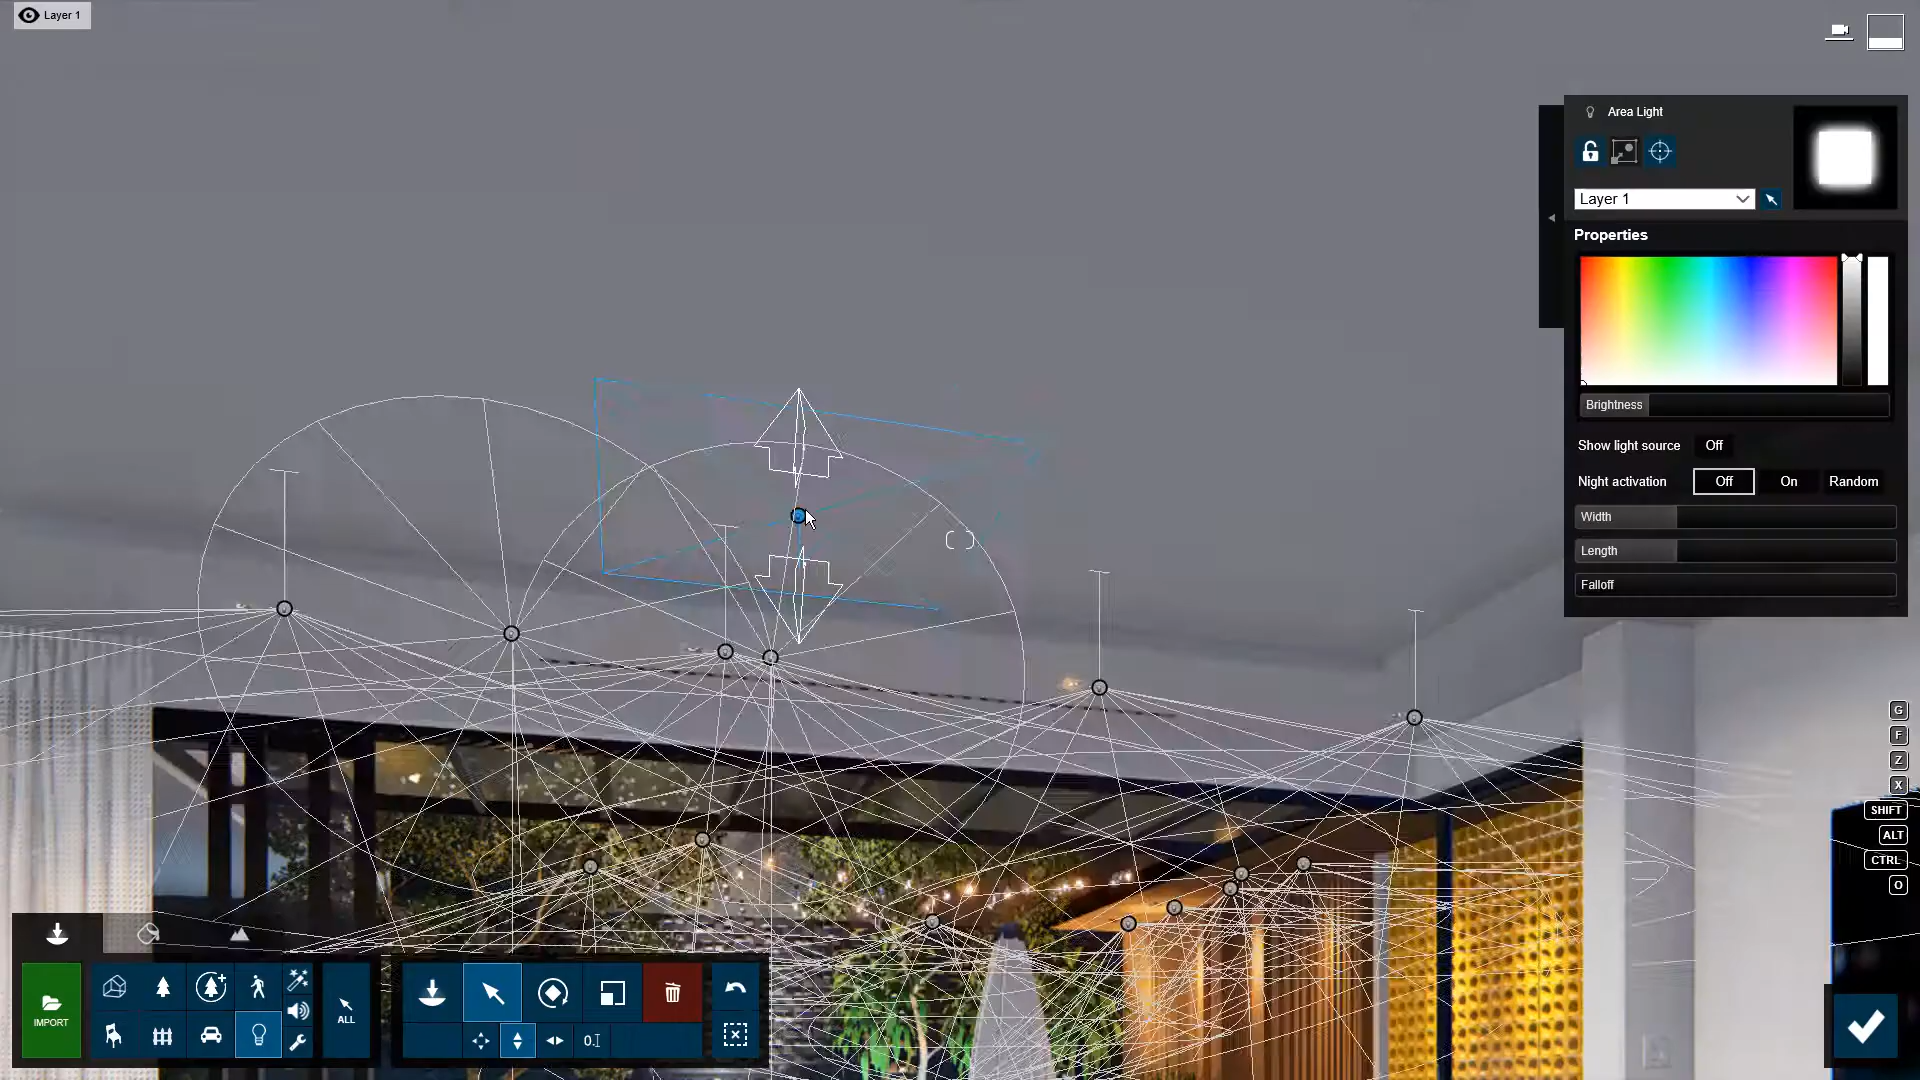 Layer 1
Area Light
Layer 1
Properties
Brightness
Show light source Off
Night activation Off On Random
Width
Length
Falloff
G
F
Z
X
SHIFT
ALT
CTRL
O
IMPORT
ALL